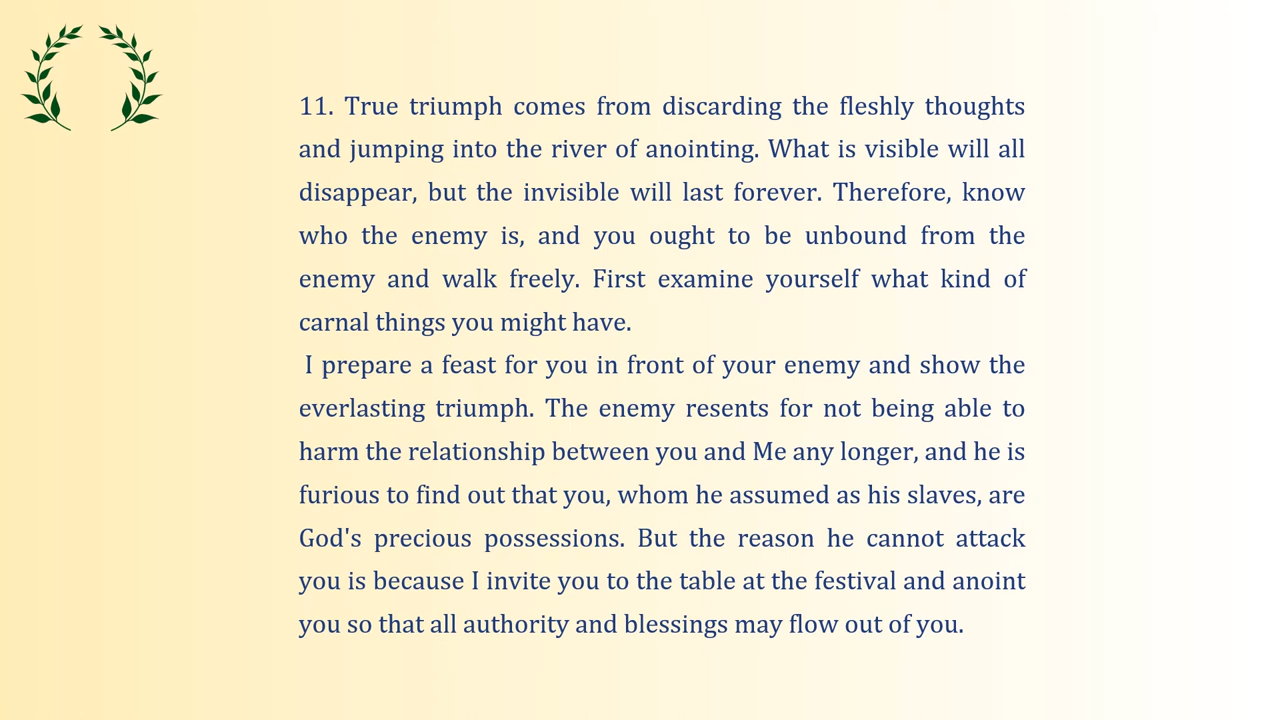 11. True triumph comes from discarding the fleshly thoughts
and jumping into the river of anointing. What is visible will all
disappear, but the invisible will last forever. Therefore, know
who the enemy is, and you ought to be unbound from the
enemy and walk freely. First examine yourself what kind of
carnal things you might have.
I prepare a feast for you in front of your enemy and show the
everlasting triumph. The enemy resents for not being able to
harm the relationship between you and Me any longer, and he is
furious to find out that you, whom he assumed as his slaves, are
God's precious possessions. But the reason he cannot attack
you is because I invite you to the table at the festival and anoint
you so that all authority and blessings may flow out of you.